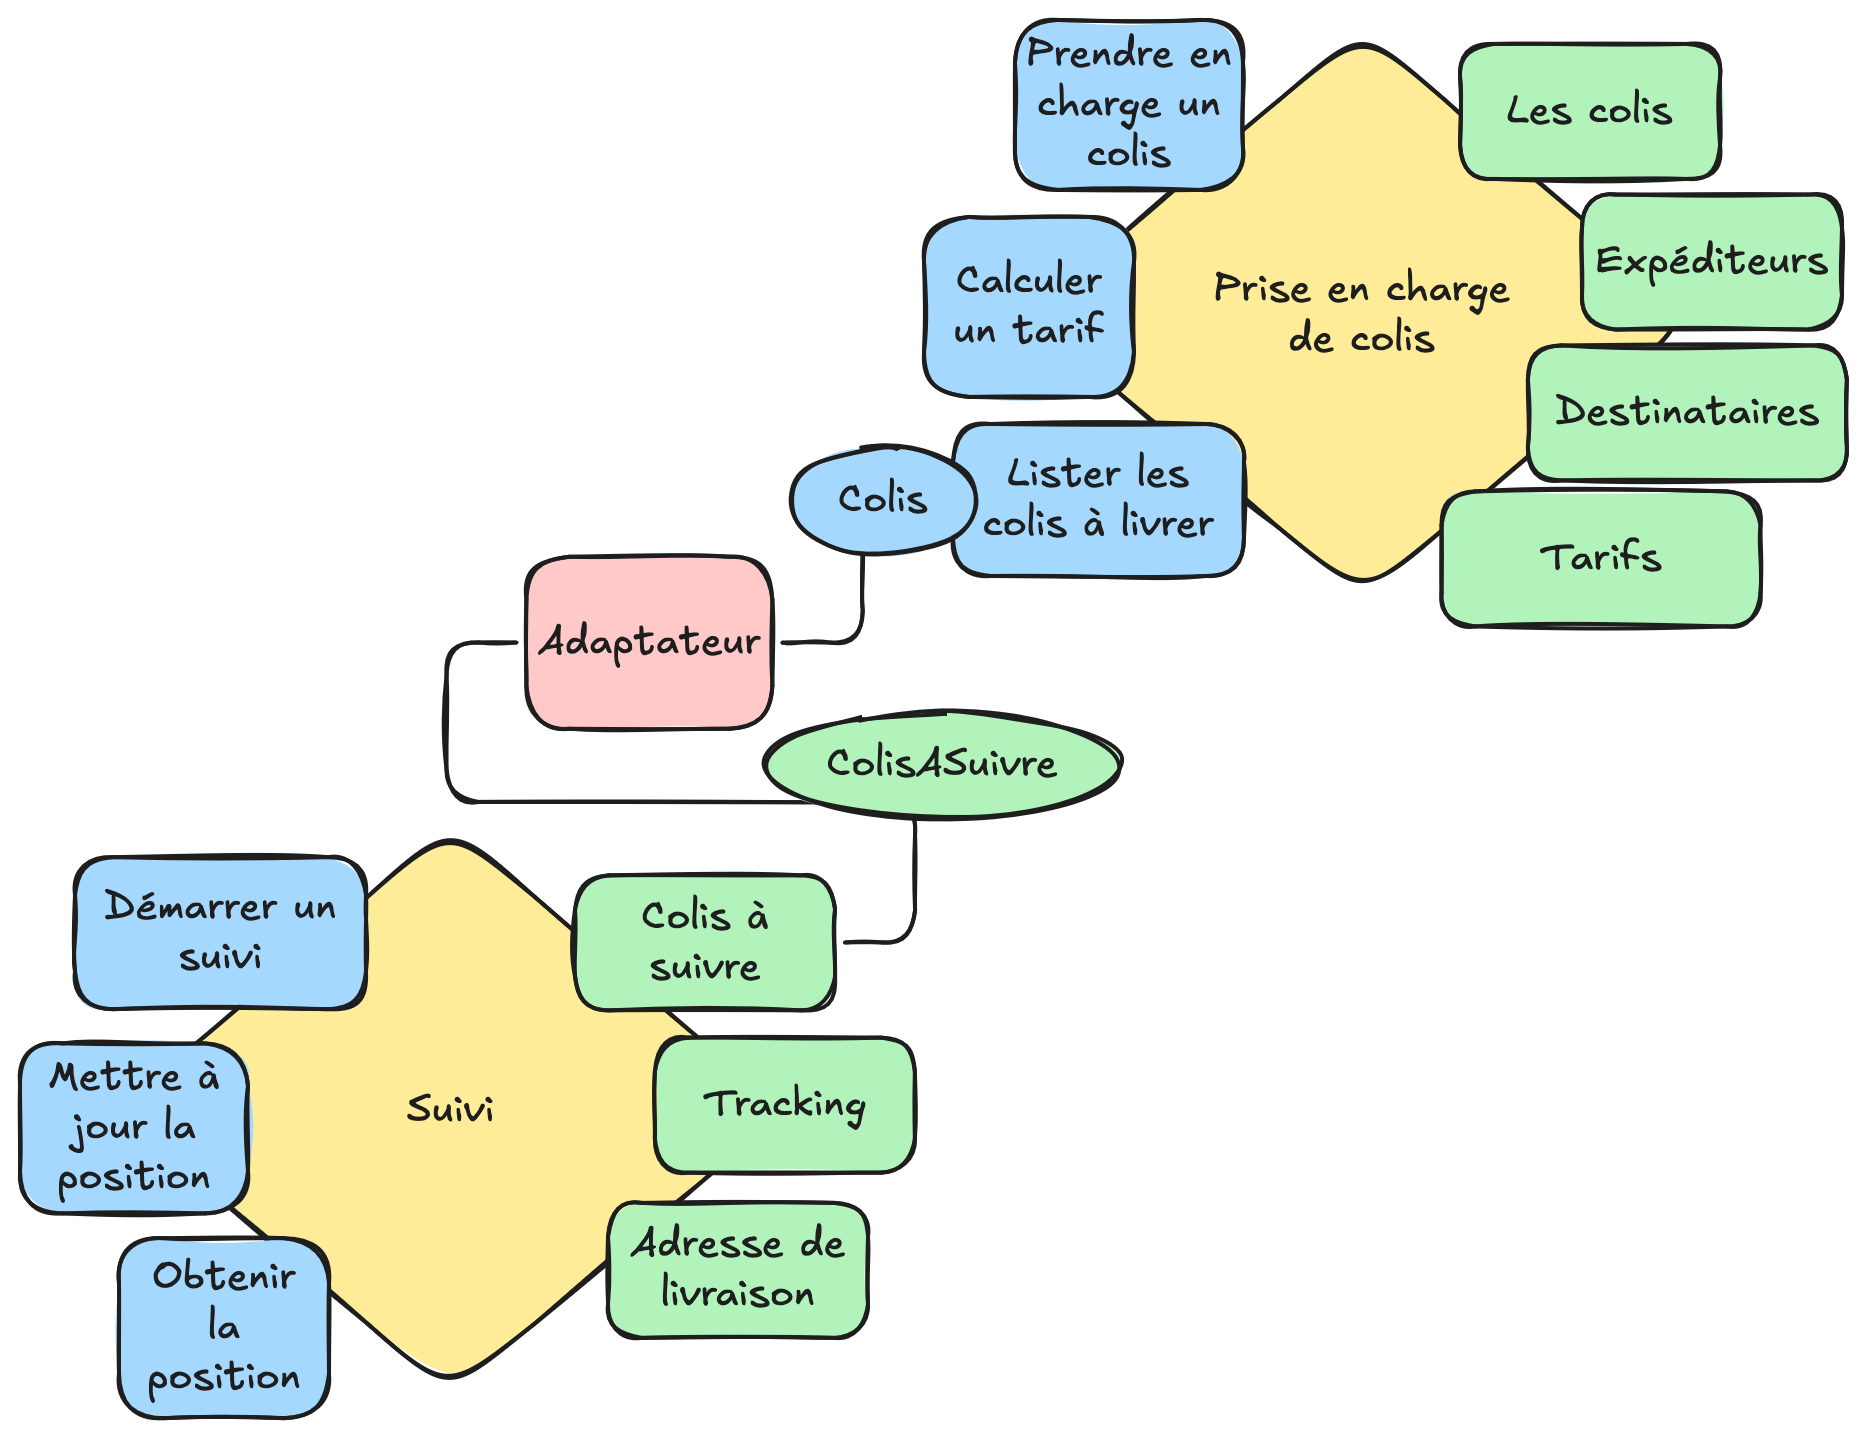 Prendre en
charge un
colis
Les colis
Calculer
un tarif
Prise en charge
de colis
Expéditeurs
Destinataires
Colis
Lister les
colis à livrer
Tarifs
Adaptateur
ColisASuivre
Démarrer un
suivi
Colis à
suivre
Mettre à
jour la
position
Suivi
Tracking
Obtenir
la
position
Adresse de
livraison